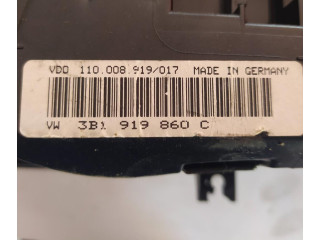 VDO 110.008.919/017 MADE IN GERMANY
VW 3B1 919 860 C